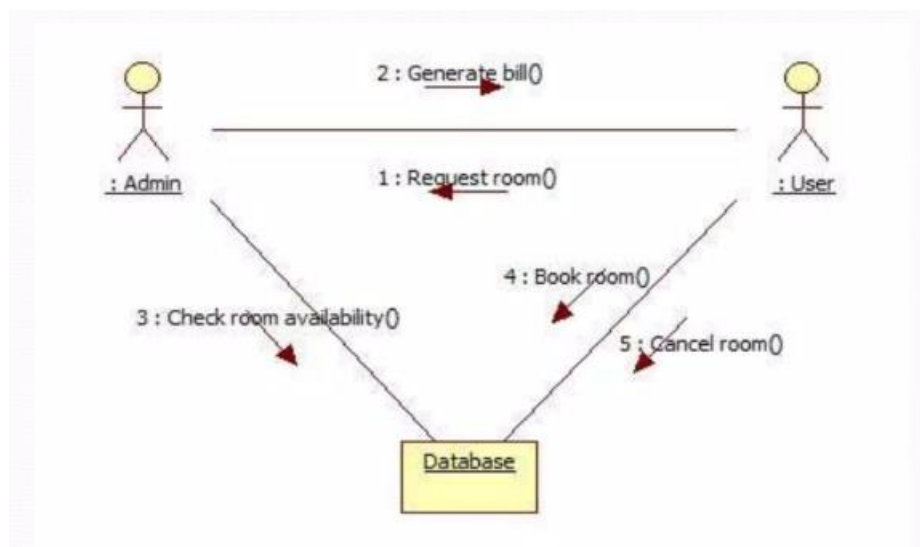 2 : Generate bill()
1 : Request room()
: Admin
: User
4 : Book room()
3 : Check room availability()
5 : Cancel room()
Database